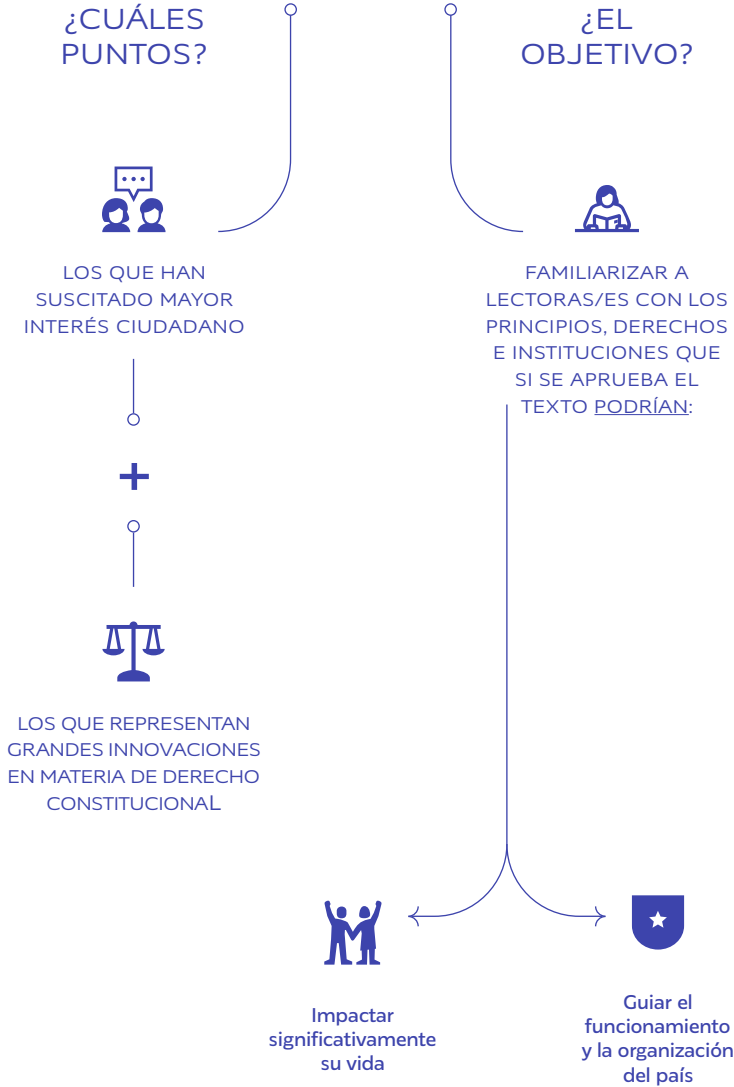 ¿CUÁLES
PUNTOS?
LOS QUE HAN
SUSCITADO MAYOR
INTERÉS CIUDADANO
+
LOS QUE REPRESENTAN
GRANDES INNOVACIONES
EN MATERIA DE DERECHO
CONSTITUCIONAL
¿EL
OBJETIVO?
FAMILIARIZAR A
LECTORAS/ES CON LOS
PRINCIPIOS, DERECHOS
E INSTITUCIONES QUE
SI SE APRUEBA EL
TEXTO PODRÍAN:
Impactar
significativamente
su vida
Guiar el
funcionamiento
y la organización
del país